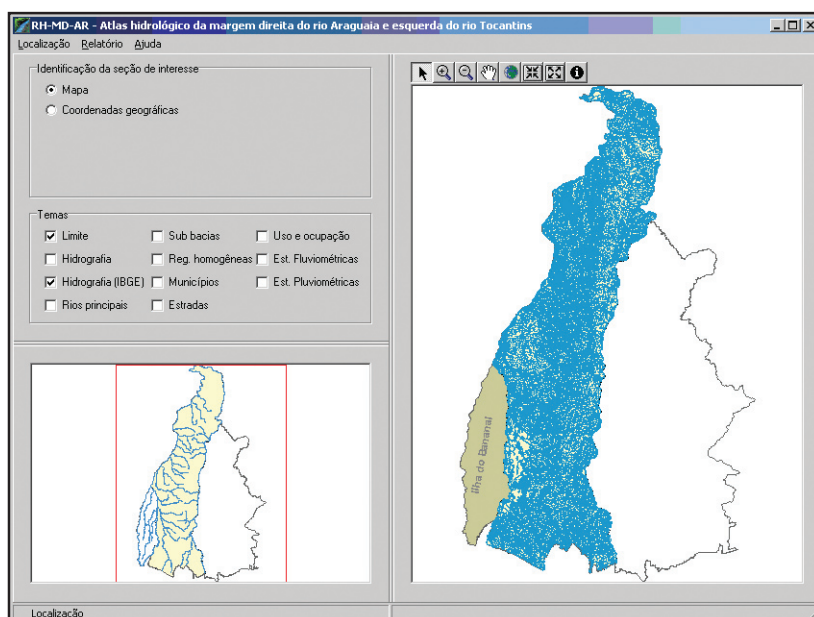 RH-MD-AR - Atlas hidrológico da margem direita do rio Araguaia e esquerda do rio Tocantins
Localização Relatório Ajuda
Identificação da seção de interesse
Mapa
Coordenadas geográficas
Temas
Limite Sub bacias Uso e ocupação
Hidrografia Reg. homogêneas Est. Fluviométricas
Hidrografia (IBGE) Municípios Est. Pluviométricas
Rios principais Estradas
Ilha do Bananal
Localização